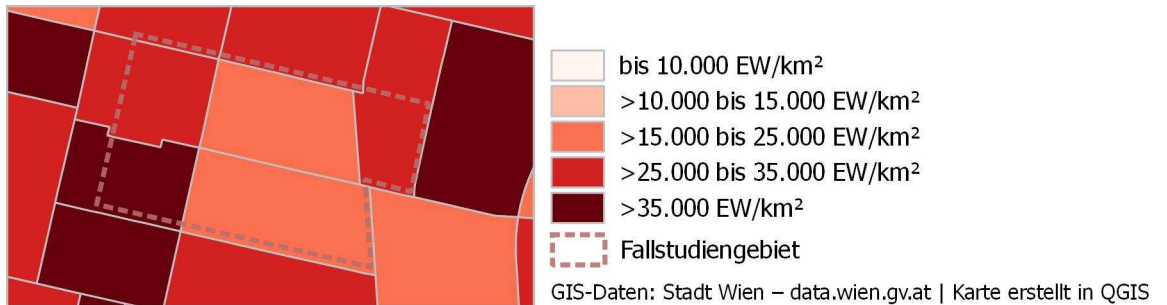 bis 10.000 EW/km²
>10.000 bis 15.000 EW/km²
>15.000 bis 25.000 EW/km²
>25.000 bis 35.000 EW/km²
>35.000 EW/km²
Fallstudiengebiet
GIS-Daten: Stadt Wien – data.wien.gv.at | Karte erstellt in QGIS